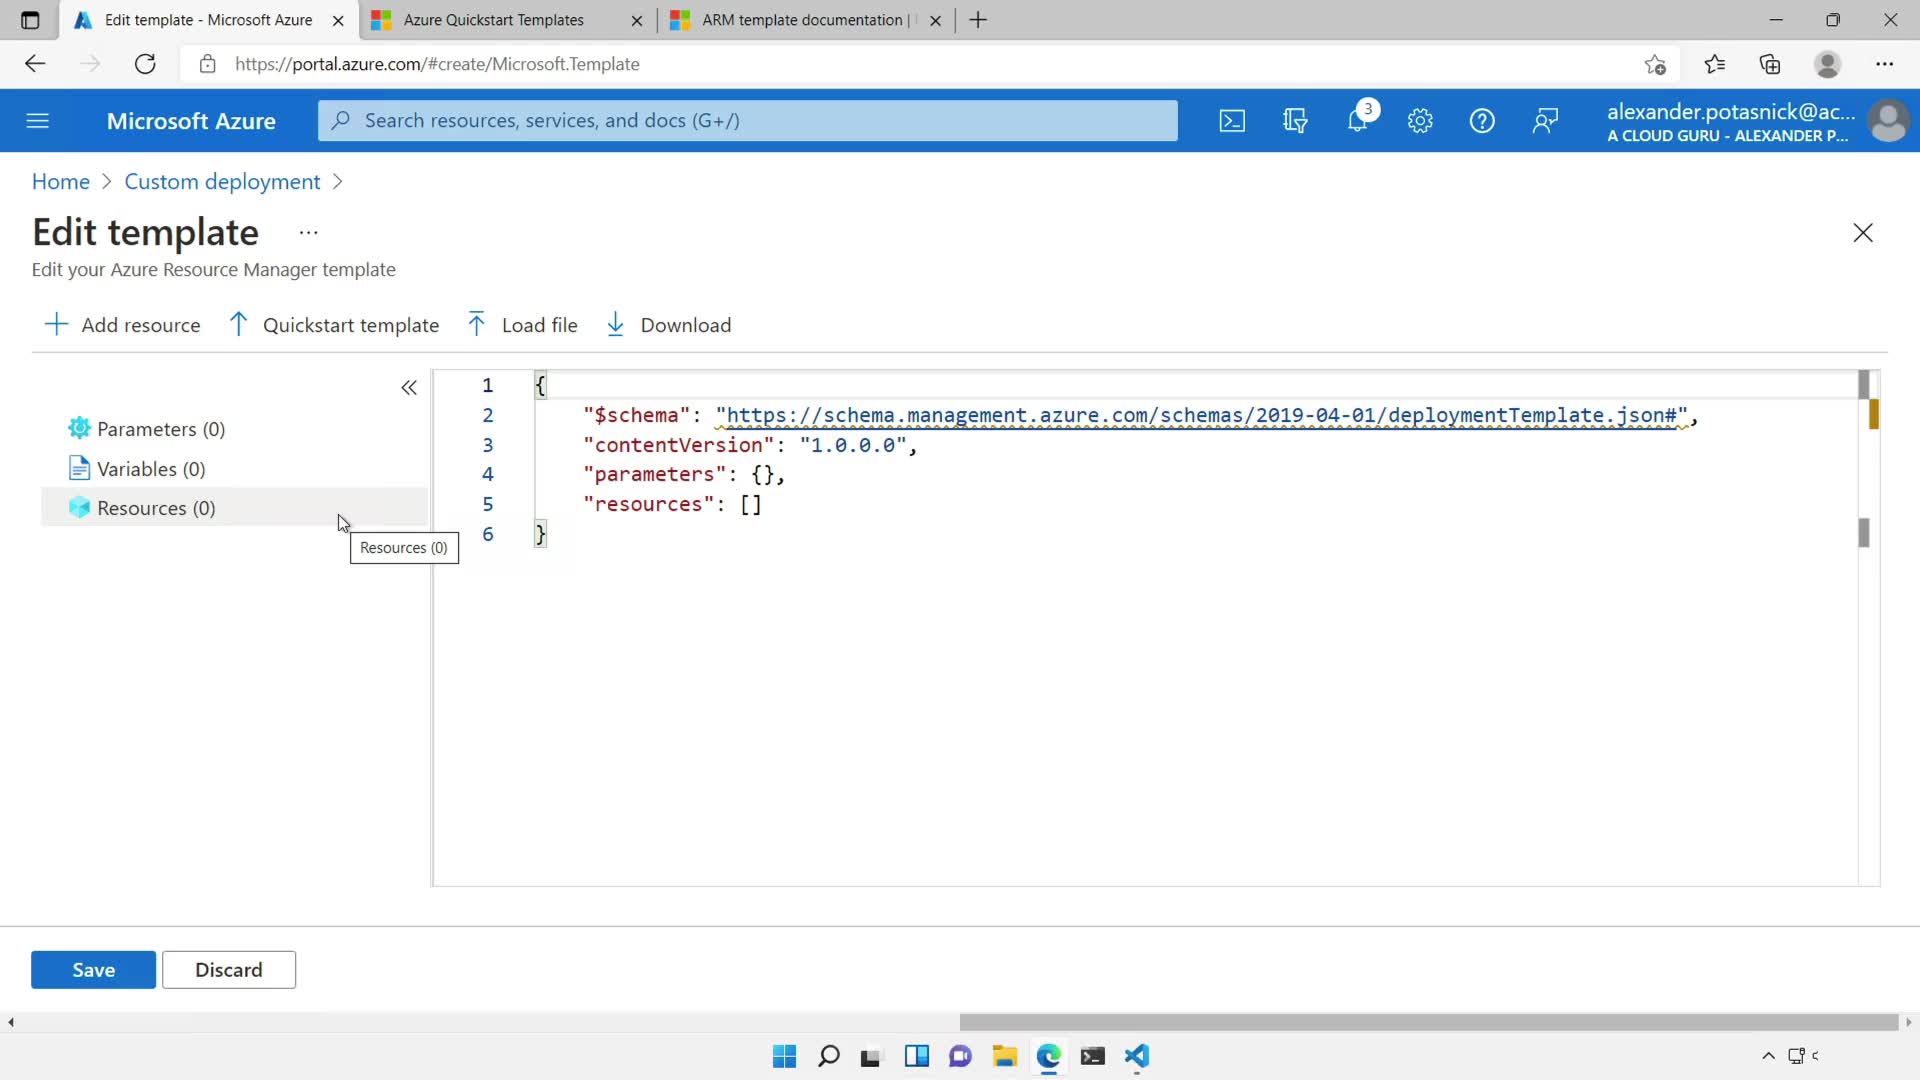 Edit template - Microsoft Azure
Azure Quickstart Templates
ARM template documentation |
https://portal.azure.com/#create/Microsoft.Template
Microsoft Azure
Search resources, services, and docs (G+/)
3
alexander.potasnick@ac...
A CLOUD GURU - ALEXANDER P...
Home > Custom deployment >
Edit template ...
Edit your Azure Resource Manager template
Add resource
Quickstart template
Load file
Download
Parameters (0)
Variables (0)
Resources (0)
Resources (0)
1 {
2 "$schema": "https://schema.management.azure.com/schemas/2019-04-01/deploymentTemplate.json#",
3 "contentVersion": "1.0.0.0",
4 "parameters": {},
5 "resources": []
6 }
Save
Discard